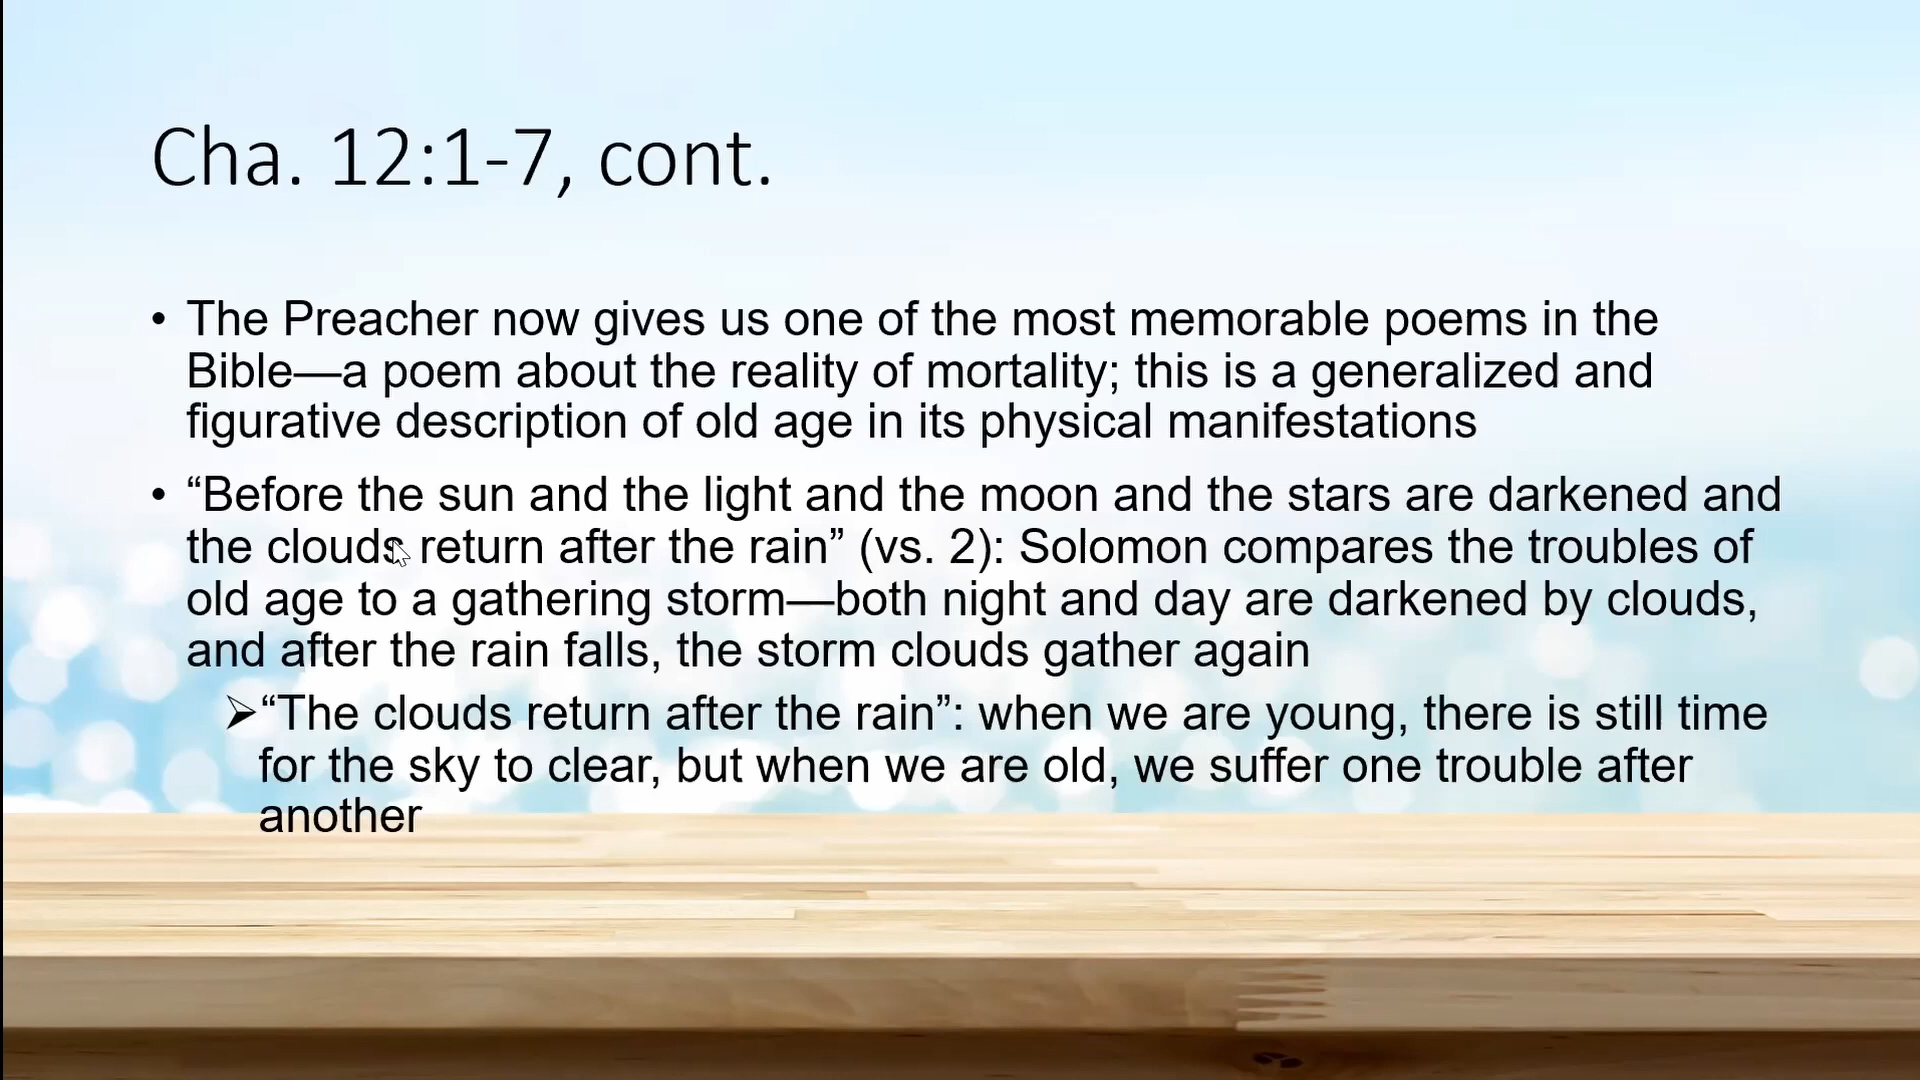 Cha. 12:1-7, cont.
• The Preacher now gives us one of the most memorable poems in the
Bible—a poem about the reality of mortality; this is a generalized and
figurative description of old age in its physical manifestations
• “Before the sun and the light and the moon and the stars are darkened and
the clouds return after the rain” (vs. 2): Solomon compares the troubles of
old age to a gathering storm—both night and day are darkened by clouds,
and after the rain falls, the storm clouds gather again
➢“The clouds return after the rain”: when we are young, there is still time
for the sky to clear, but when we are old, we suffer one trouble after
another